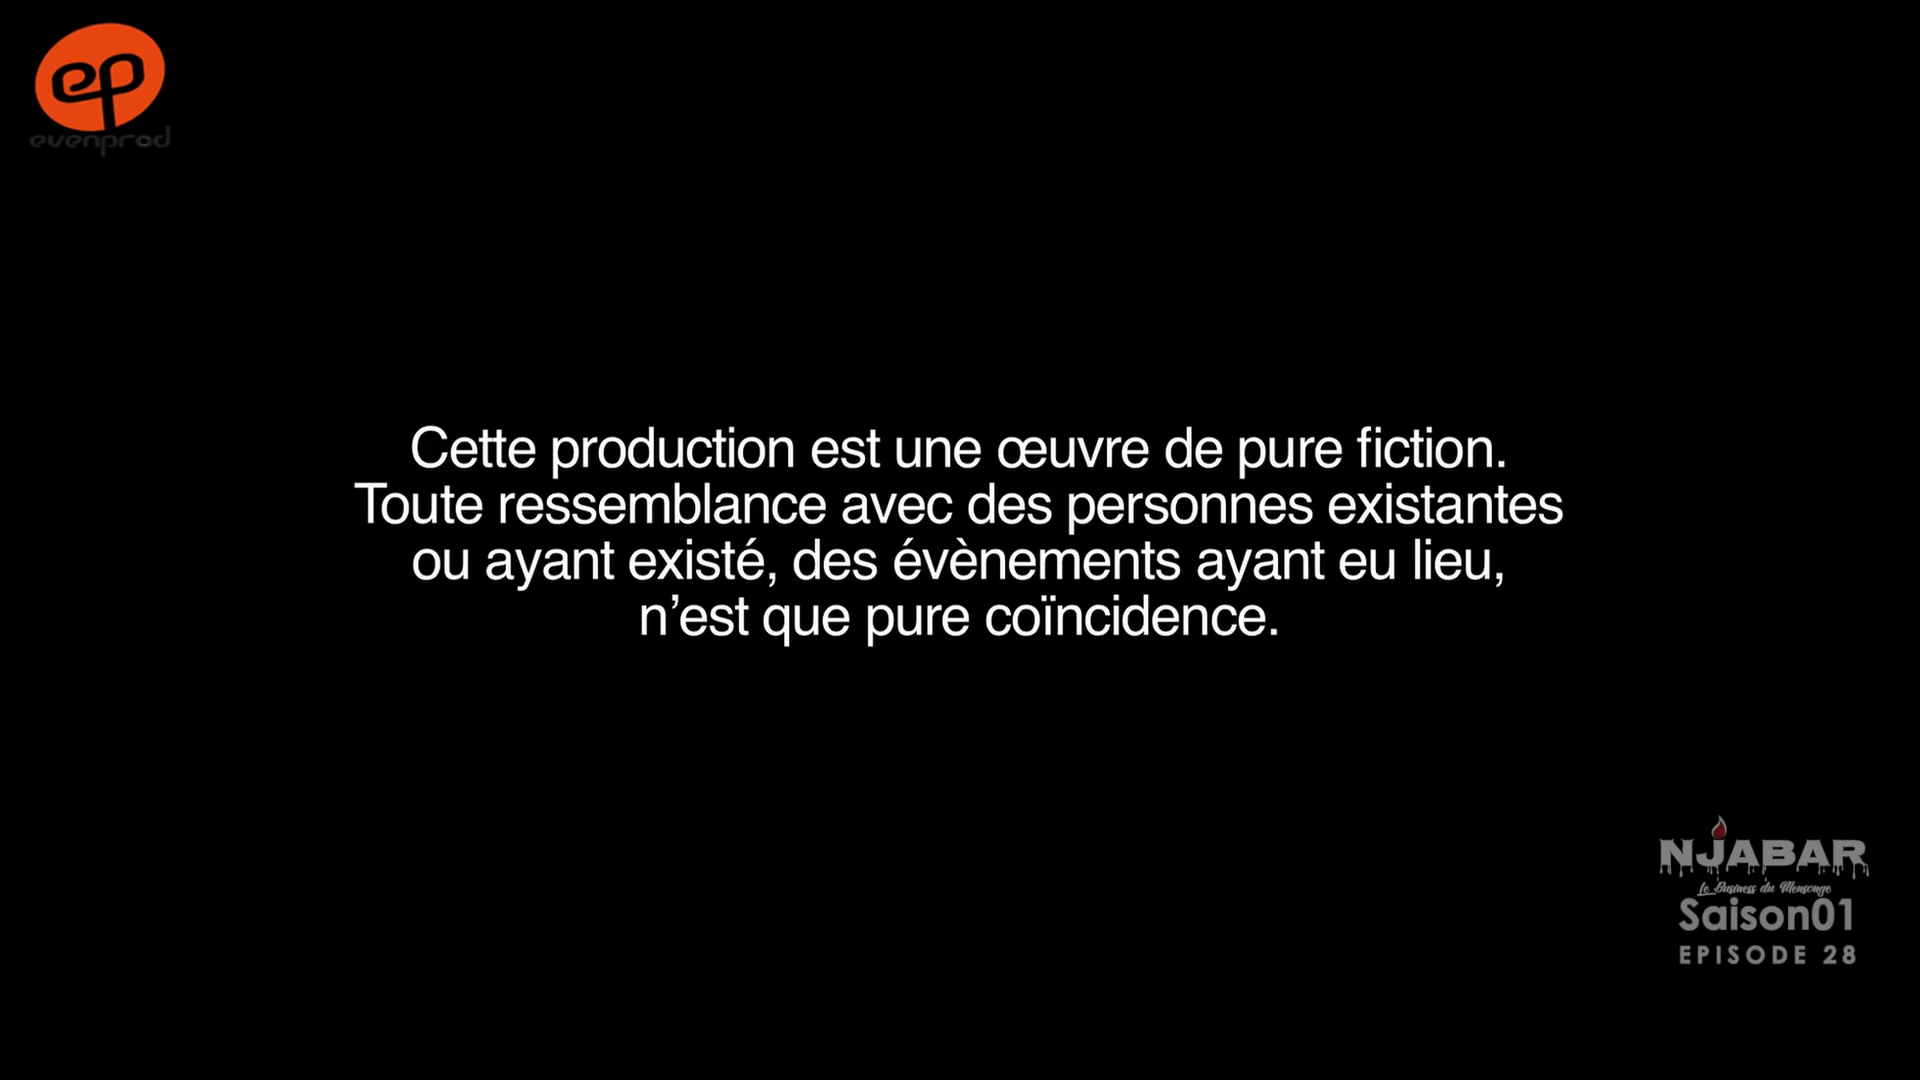 ep
evenprod
Cette production est une œuvre de pure fiction.
Toute ressemblance avec des personnes existantes
ou ayant existé, des évènements ayant eu lieu,
n’est que pure coïncidence.
NJABAR
Le Business du Mensonge
Saison01
EPISODE 28